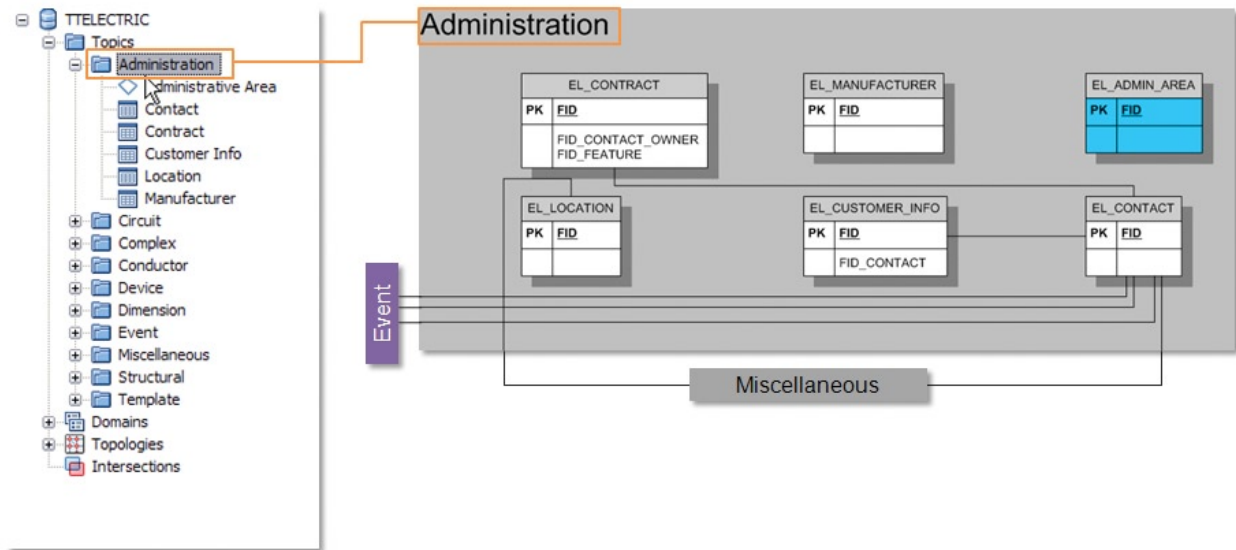 TTELECTRIC
Topics
Administration
dministrative Area
Contact
Contract
Customer Info
Location
Manufacturer
Circuit
Complex
Conductor
Device
Dimension
Event
Miscellaneous
Structural
Template
Domains
Topologies
Intersections
Administration
EL_CONTRACT
PK FID
FID_CONTACT_OWNER
FID_FEATURE
EL_MANUFACTURER
PK FID
EL_ADMIN_AREA
PK FID
EL_LOCATION
PK FID
EL_CUSTOMER_INFO
PK FID
FID_CONTACT
EL_CONTACT
PK FID
Event
Miscellaneous